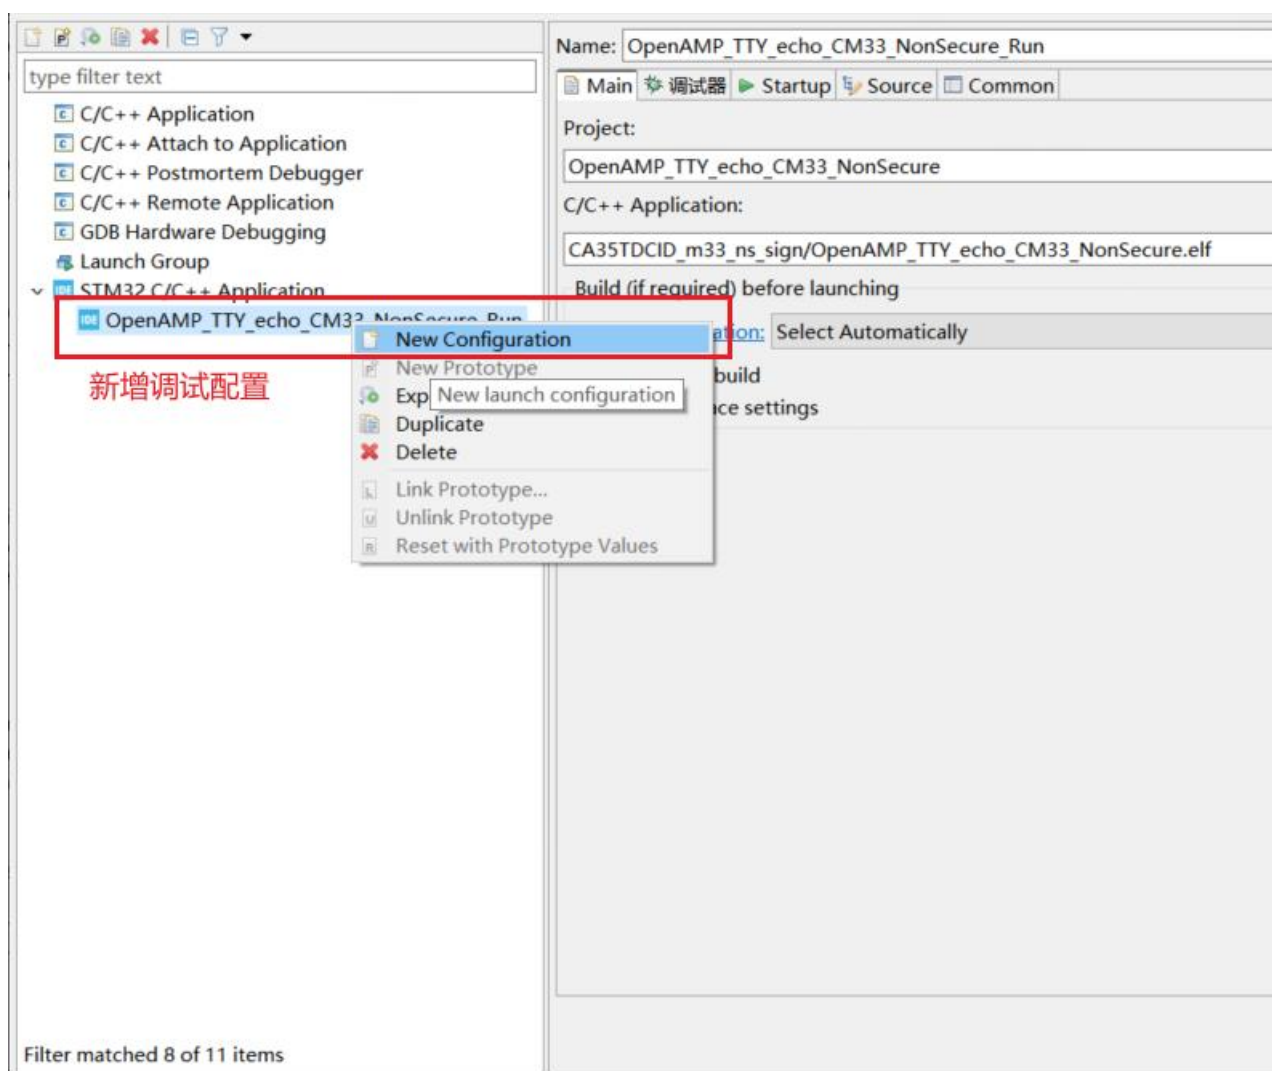 Name: OpenAMP_TTY_echo_CM33_NonSecure_Run
type filter text
Main 调试器 Startup Source Common
C/C++ Application
C/C++ Attach to Application
C/C++ Postmortem Debugger
C/C++ Remote Application
GDB Hardware Debugging
Launch Group
STM32 C/C++ Application
IDE OpenAMP_TTY_echo_CM33_NonSecure_Run
新增调试配置
New Configuration
New Prototype
Exp
New launch configuration
Duplicate
Delete
Link Prototype...
Unlink Prototype
Reset with Prototype Values
Project:
OpenAMP_TTY_echo_CM33_NonSecure
C/C++ Application:
CA35TDCID_m33_ns_sign/OpenAMP_TTY_echo_CM33_NonSecure.elf
Build (if required) before launching
ation: Select Automatically
build
ace settings
Filter matched 8 of 11 items